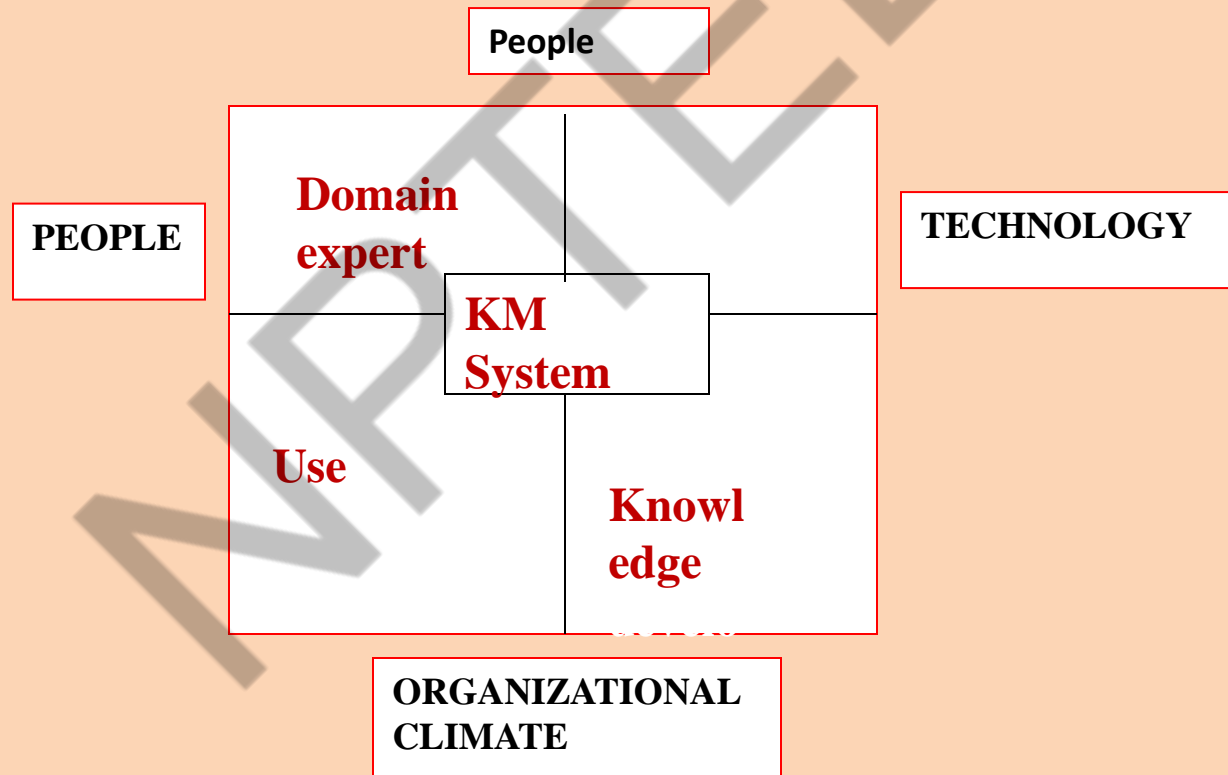 People
PEOPLE
TECHNOLOGY
Domain
expert
KM
System
Use
Knowl
edge
ORGANIZATIONAL
CLIMATE
NPTEL